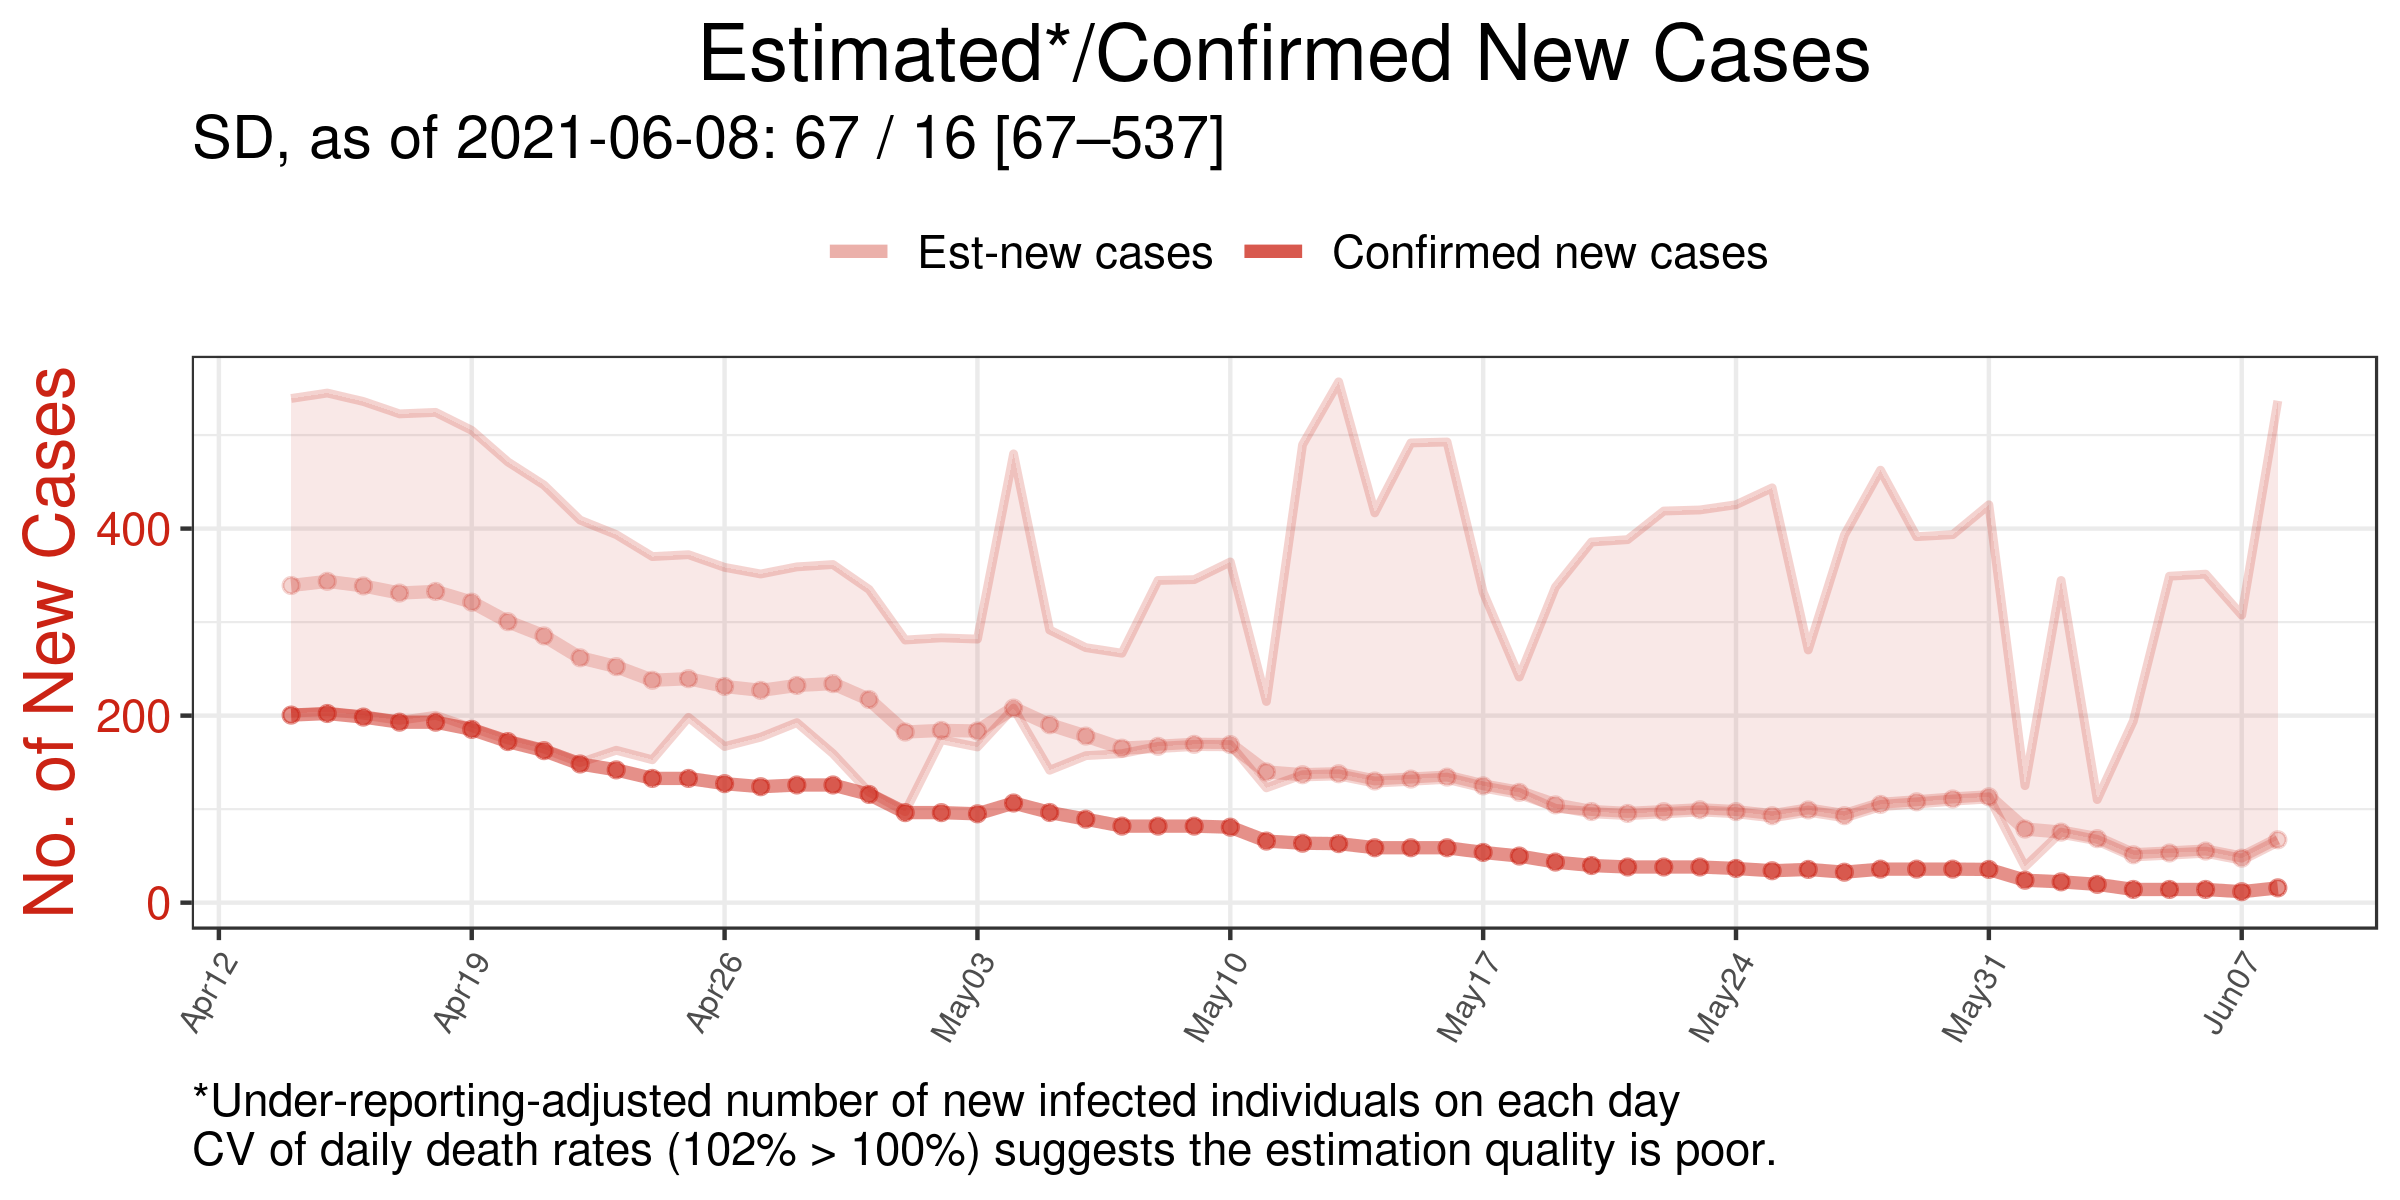 Estimated*/Confirmed New Cases
SD, as of 2021-06-08: 67 / 16 [67–537]
Est-new cases Confirmed new cases
No. of New Cases
400
200
0
Apr12 Apr19 Apr26 May03 May10 May17 May24 May31 Jun07
*Under-reporting-adjusted number of new infected individuals on each day
CV of daily death rates (102% > 100%) suggests the estimation quality is poor.